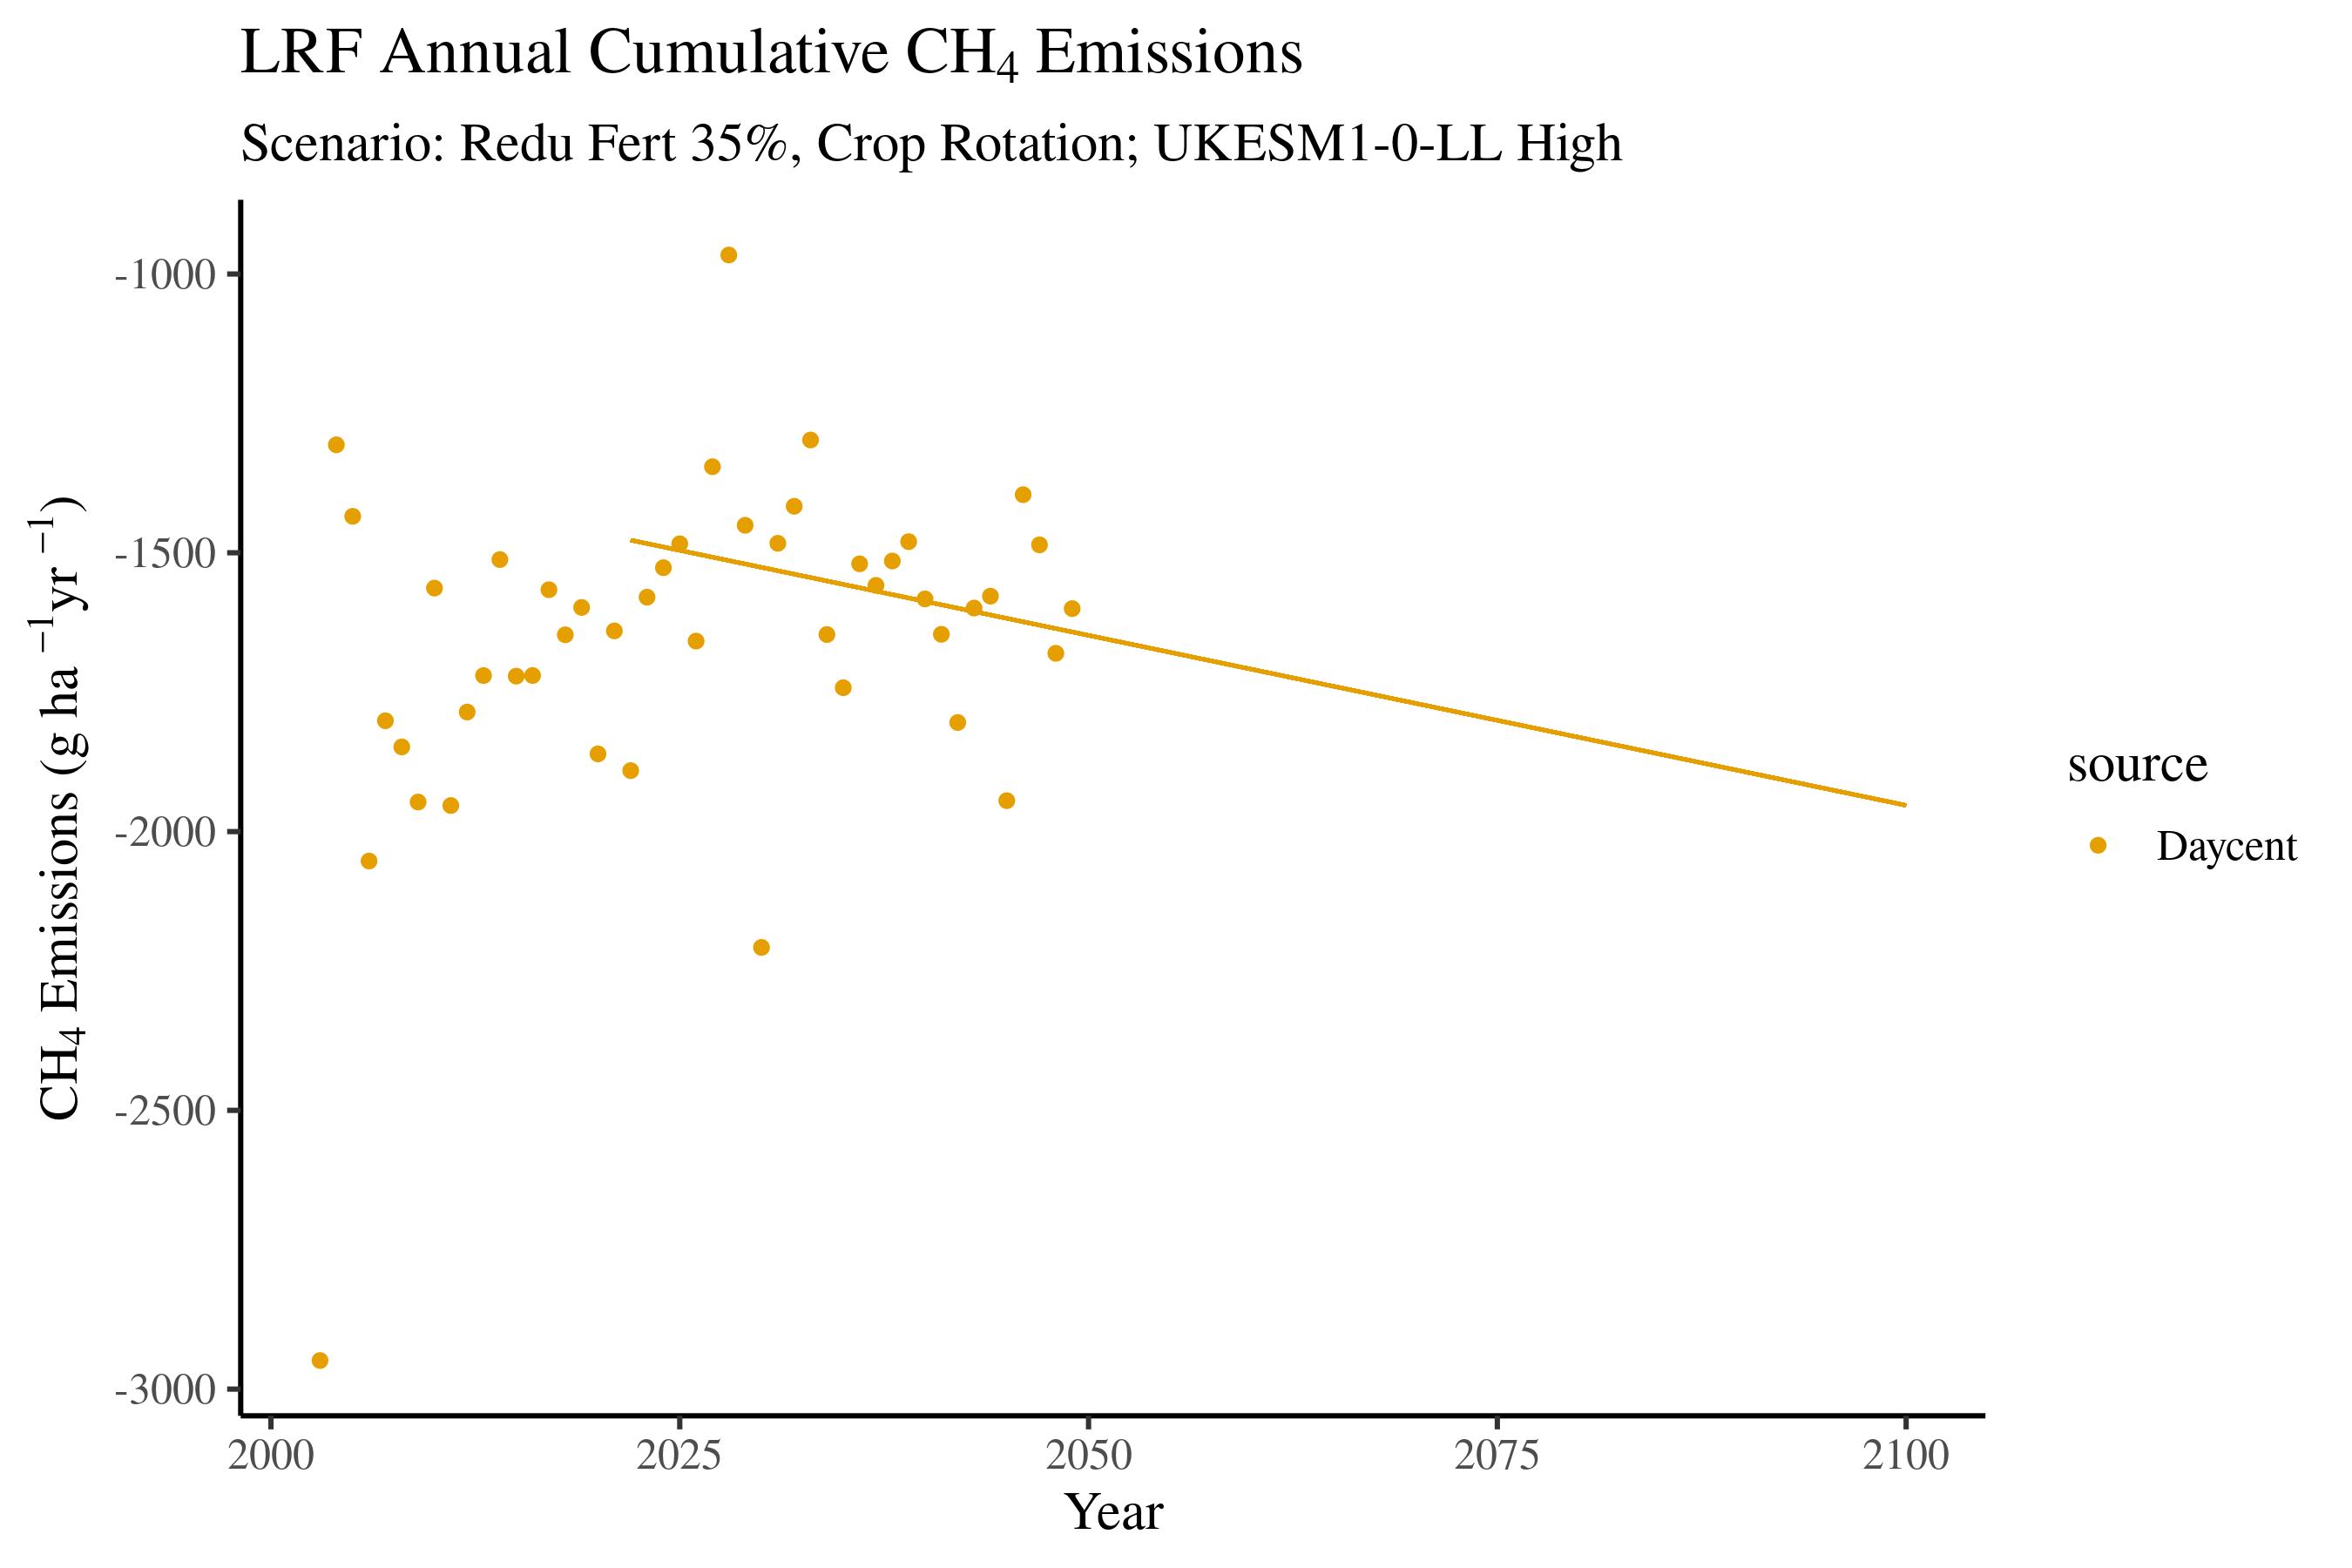 LRF Annual Cumulative CH₄ Emissions
Scenario: Redu Fert 35%, Crop Rotation; UKESM1-0-LL High
CH₄ Emissions (g ha ⁻¹yr ⁻¹)
-1000
-1500
-2000
-2500
-3000
2000 2025 2050 2075 2100
Year
source
Daycent